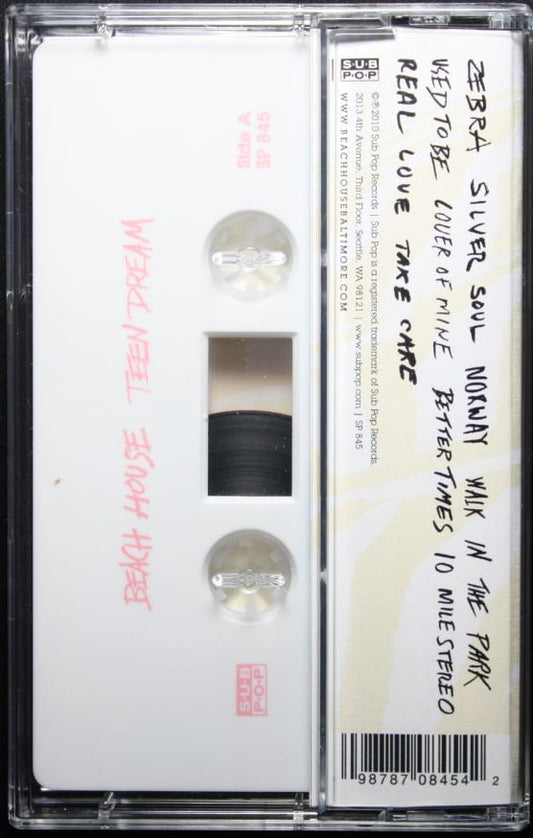 ZEBRA SILVER SOUL NORWAY WALK IN THE PARK
USED TO BE LOVER OF MINE BETTER TIMES 10 MILE STEREO
REAL LOVE TAKE CARE
SUB
POP
©℗2010 Sub Pop Records | Sub Pop is a registered trademark of Sub Pop Records.
2013 4th Avenue, Third Floor, Seattle, WA 98121 | www.subpop.com | SP 845
WWW.BEACHHOUSEBALTIMORE.COM
98787 08454 2
Side A
SP 845
BEACH HOUSE TEEN DREAM
SUB
POP